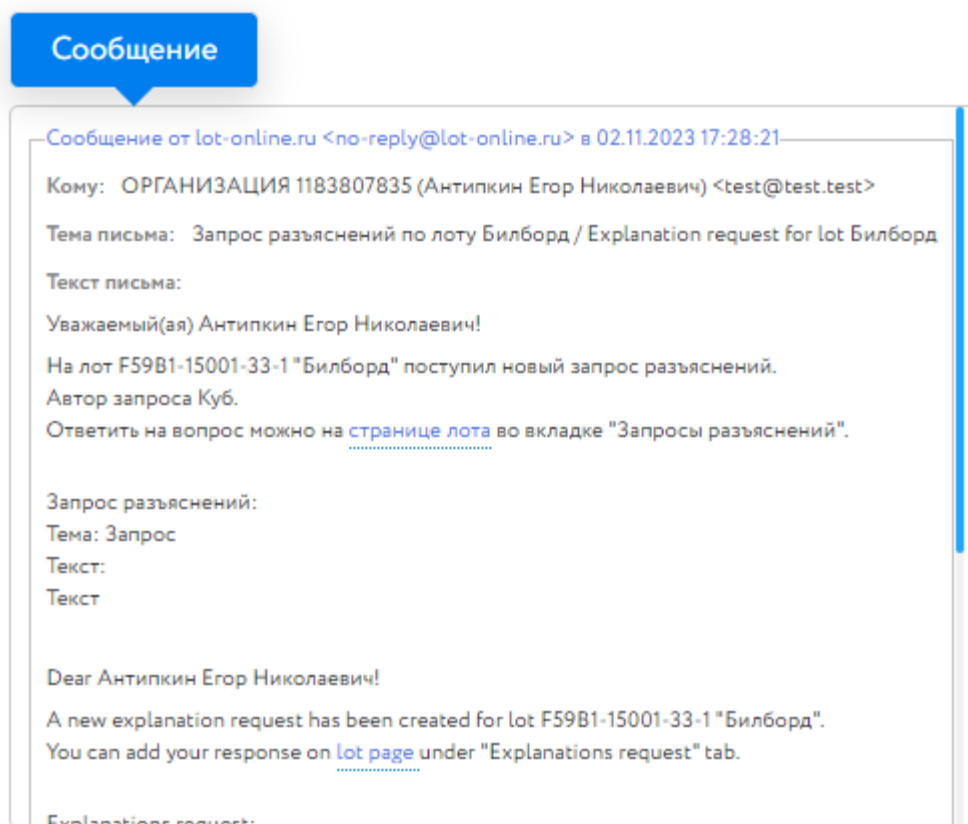 Сообщение
Сообщение от lot-online.ru <no-reply@lot-online.ru> в 02.11.2023 17:28:21
Кому: ОРГАНИЗАЦИЯ 1183807835 (Антипкин Егор Николаевич) <test@test.test>
Тема письма: Запрос разъяснений по лоту Билборд / Explanation request for lot Билборд
Текст письма:
Уважаемый(ая) Антипкин Егор Николаевич!
На лот F59B1-15001-33-1 "Билборд" поступил новый запрос разъяснений.
Автор запроса Куб.
Ответить на вопрос можно на странице лота во вкладке "Запросы разъяснений".
Запрос разъяснений:
Тема: Запрос
Текст:
Текст
Dear Антипкин Егор Николаевич!
A new explanation request has been created for lot F59B1-15001-33-1 "Билборд".
You can add your response on lot page under "Explanations request" tab.
Explanations request: